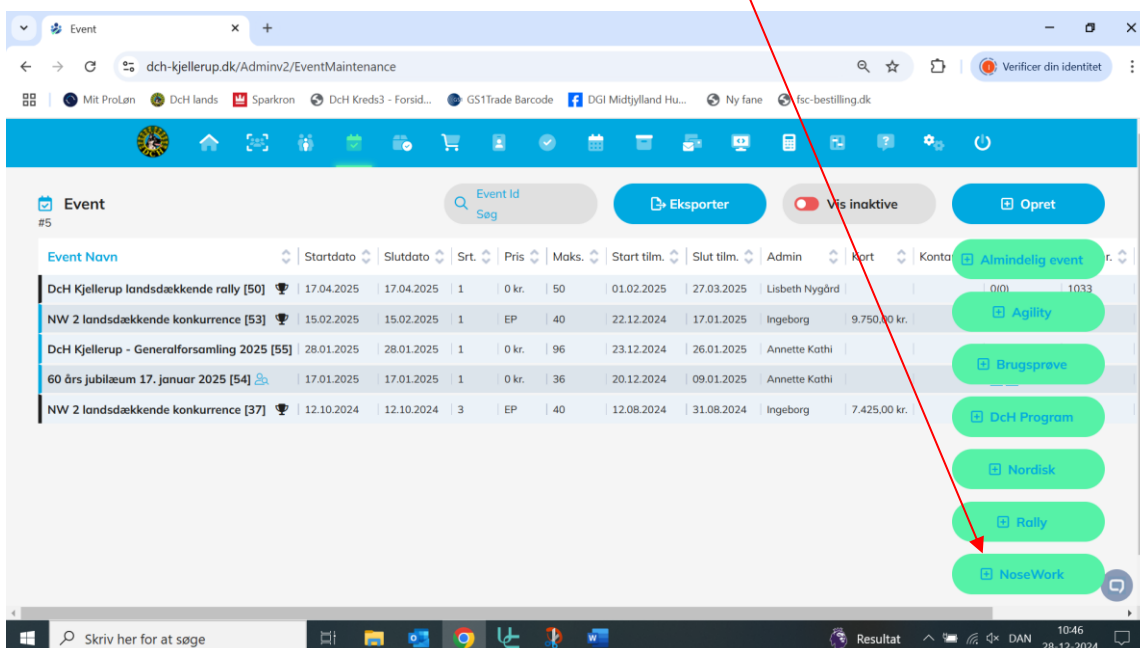 Event
dch-kjellerup.dk/Adminv2/EventMaintenance
Verificer din identitet
Mit ProLøn DcH lands Sparkron DcH Kreds3 - Forsid... GS1Trade Barcode DGI Midtjylland Hu... Ny fane fsc-bestilling.dk
Event
#5
Event Id
Søg
Eksporter
Vis inaktive
Opret
Event Navn Startdato Slutdato Srt. Pris Maks. Start tilm. Slut tilm. Admin Kort r.
Almindelig event
DcH Kjellerup landsdækkende rally [50] 17.04.2025 17.04.2025 1 0 kr. 50 01.02.2025 27.03.2025 Lisbeth Nygård 0(0) 1033
Agility
NW 2 landsdækkende konkurrence [53] 15.02.2025 15.02.2025 1 EP 40 22.12.2024 17.01.2025 Ingeborg 9.750,00 kr.
DcH Kjellerup - Generalforsamling 2025 [55] 28.01.2025 28.01.2025 1 0 kr. 96 23.12.2024 26.01.2025 Annette Kathi
Brugsprøve
60 års jubilæum 17. januar 2025 [54] 17.01.2025 17.01.2025 1 0 kr. 36 20.12.2024 09.01.2025 Annette Kathi
NW 2 landsdækkende konkurrence [37] 12.10.2024 12.10.2024 3 EP 40 12.08.2024 31.08.2024 Ingeborg 7.425,00 kr.
DcH Program
Nordisk
Rally
NoseWork
Skriv her for at søge
Resultat
DAN
10:46
28-12-2024